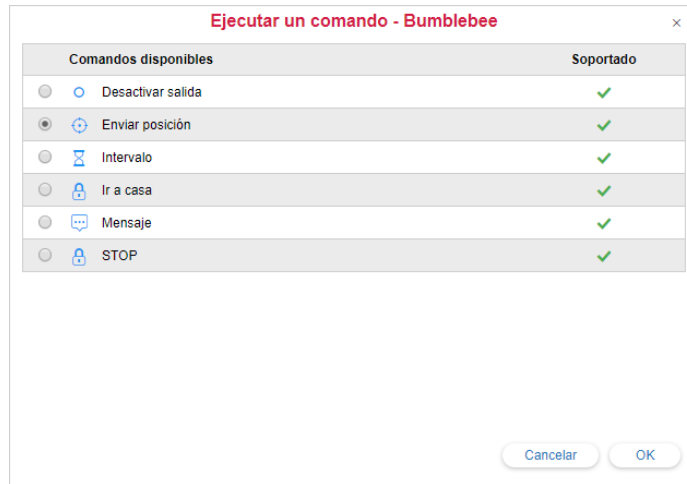 Ejecutar un comando - Bumblebee
Comandos disponibles Soportado
Desactivar salida
Enviar posición
Intervalo
Ir a casa
Mensaje
STOP
Cancelar OK